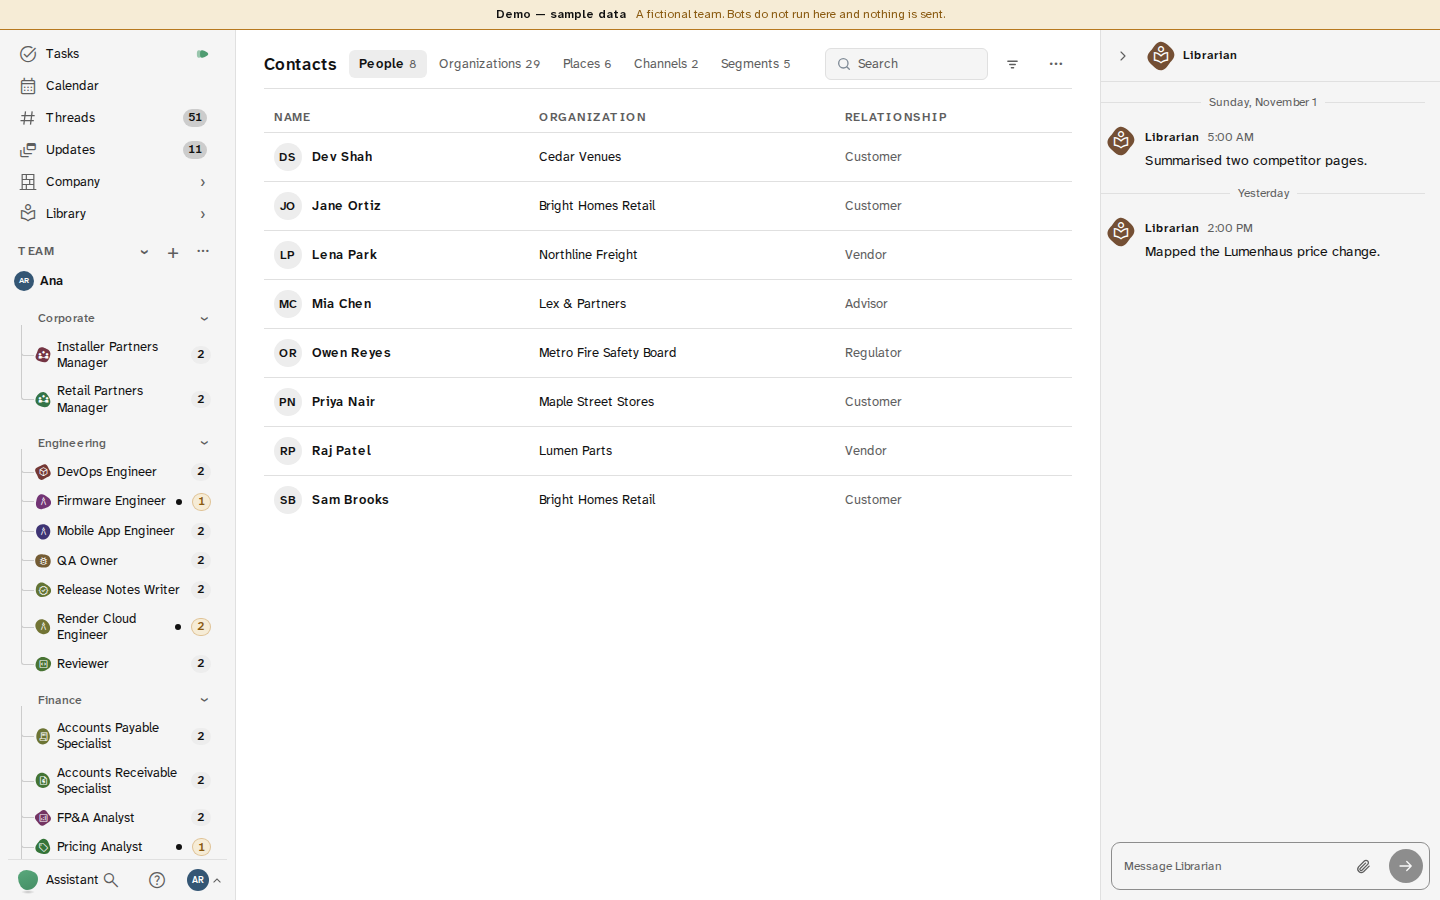 Demo — sample data A fictional team. Bots do not run here and nothing is sent.
Tasks
Calendar
Threads 51
Updates 11
Company
Library
TEAM
AR Ana
Corporate
Installer Partners
Manager 2
Retail Partners
Manager 2
Engineering
DevOps Engineer 2
Firmware Engineer 1
Mobile App Engineer 2
QA Owner 2
Release Notes Writer 2
Render Cloud
Engineer 2
Reviewer 2
Finance
Accounts Payable
Specialist 2
Accounts Receivable
Specialist 2
FP&A Analyst 2
Pricing Analyst 1
Assistant AR
Contacts People 8 Organizations 29 Places 6 Channels 2 Segments 5 Search
NAME ORGANIZATION RELATIONSHIP
DS Dev Shah Cedar Venues Customer
JO Jane Ortiz Bright Homes Retail Customer
LP Lena Park Northline Freight Vendor
MC Mia Chen Lex & Partners Advisor
OR Owen Reyes Metro Fire Safety Board Regulator
PN Priya Nair Maple Street Stores Customer
RP Raj Patel Lumen Parts Vendor
SB Sam Brooks Bright Homes Retail Customer
Librarian
Sunday, November 1
Librarian 5:00 AM
Summarised two competitor pages.
Yesterday
Librarian 2:00 PM
Mapped the Lumenhaus price change.
Message Librarian